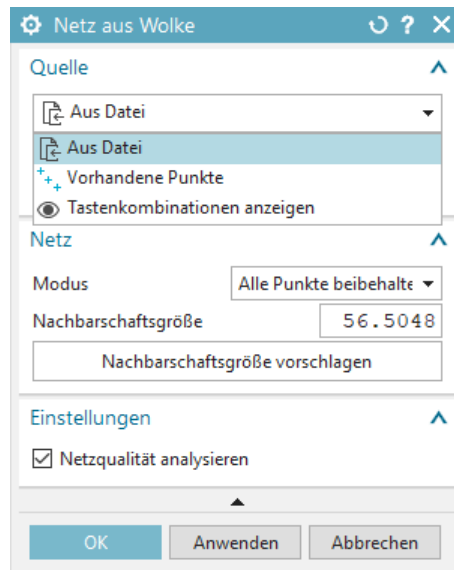 Netz aus Wolke
Quelle
Aus Datei
Aus Datei
Vorhandene Punkte
Tastenkombinationen anzeigen
Netz
Modus Alle Punkte beibehalte
Nachbarschaftsgröße 56.5048
Nachbarschaftsgröße vorschlagen
Einstellungen
Netzqualität analysieren
OK Anwenden Abbrechen